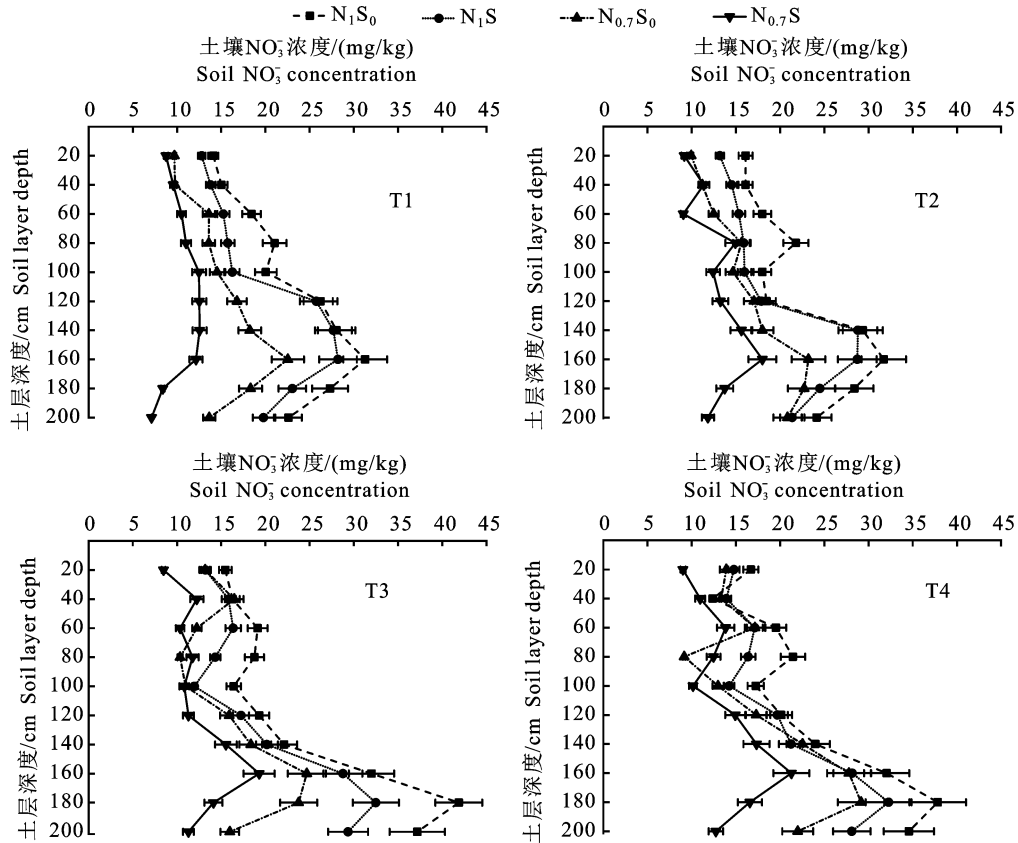 N₁S₀ N₁S N₀.₇S₀ N₀.₇S
土壤NO₃⁻浓度/(mg/kg)
Soil NO₃⁻ concentration
0 5 10 15 20 25 30 35 40 45
土层深度/cm Soil layer depth
20
40
60
80
100
120
140
160
180
200
T1
土壤NO₃⁻浓度/(mg/kg)
Soil NO₃⁻ concentration
0 5 10 15 20 25 30 35 40 45
土层深度/cm Soil layer depth
20
40
60
80
100
120
140
160
180
200
T2
土壤NO₃⁻浓度/(mg/kg)
Soil NO₃⁻ concentration
0 5 10 15 20 25 30 35 40 45
土层深度/cm Soil layer depth
20
40
60
80
100
120
140
160
180
200
T3
土壤NO₃⁻浓度/(mg/kg)
Soil NO₃⁻ concentration
0 5 10 15 20 25 30 35 40 45
土层深度/cm Soil layer depth
20
40
60
80
100
120
140
160
180
200
T4